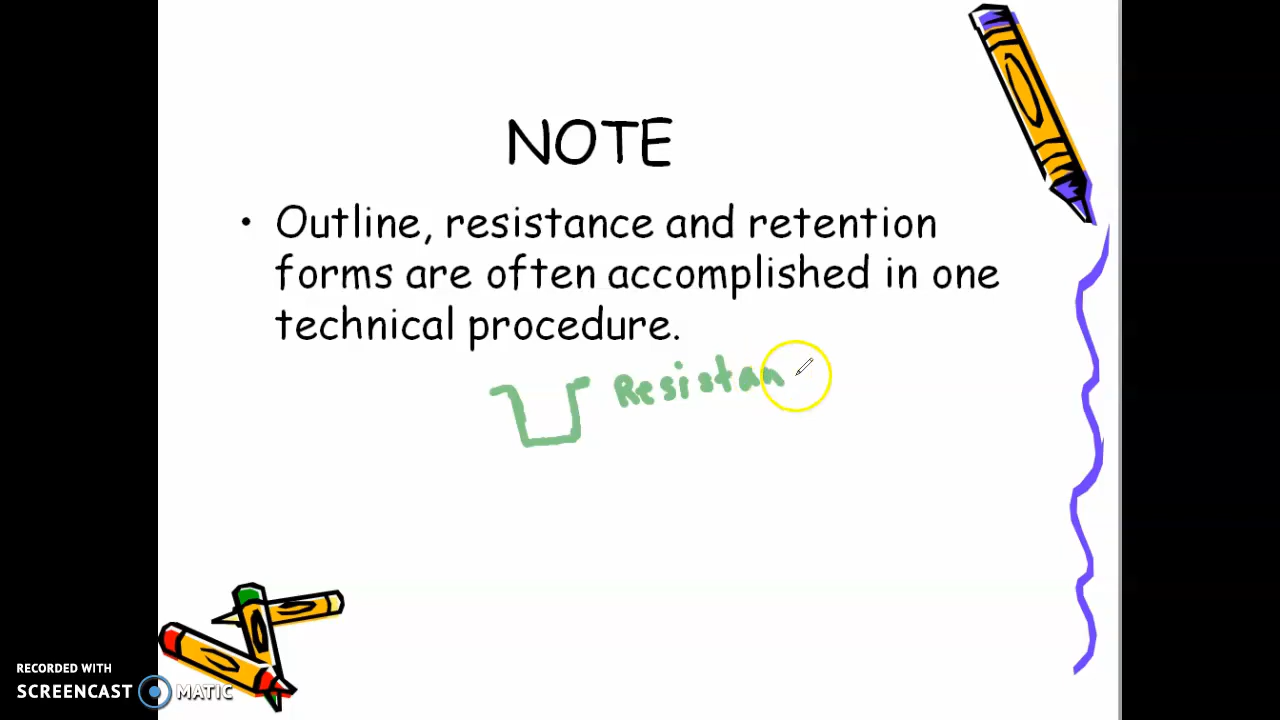 NOTE
• Outline, resistance and retention
forms are often accomplished in one
technical procedure.
Resistan
RECORDED WITH
SCREENCAST MATIC